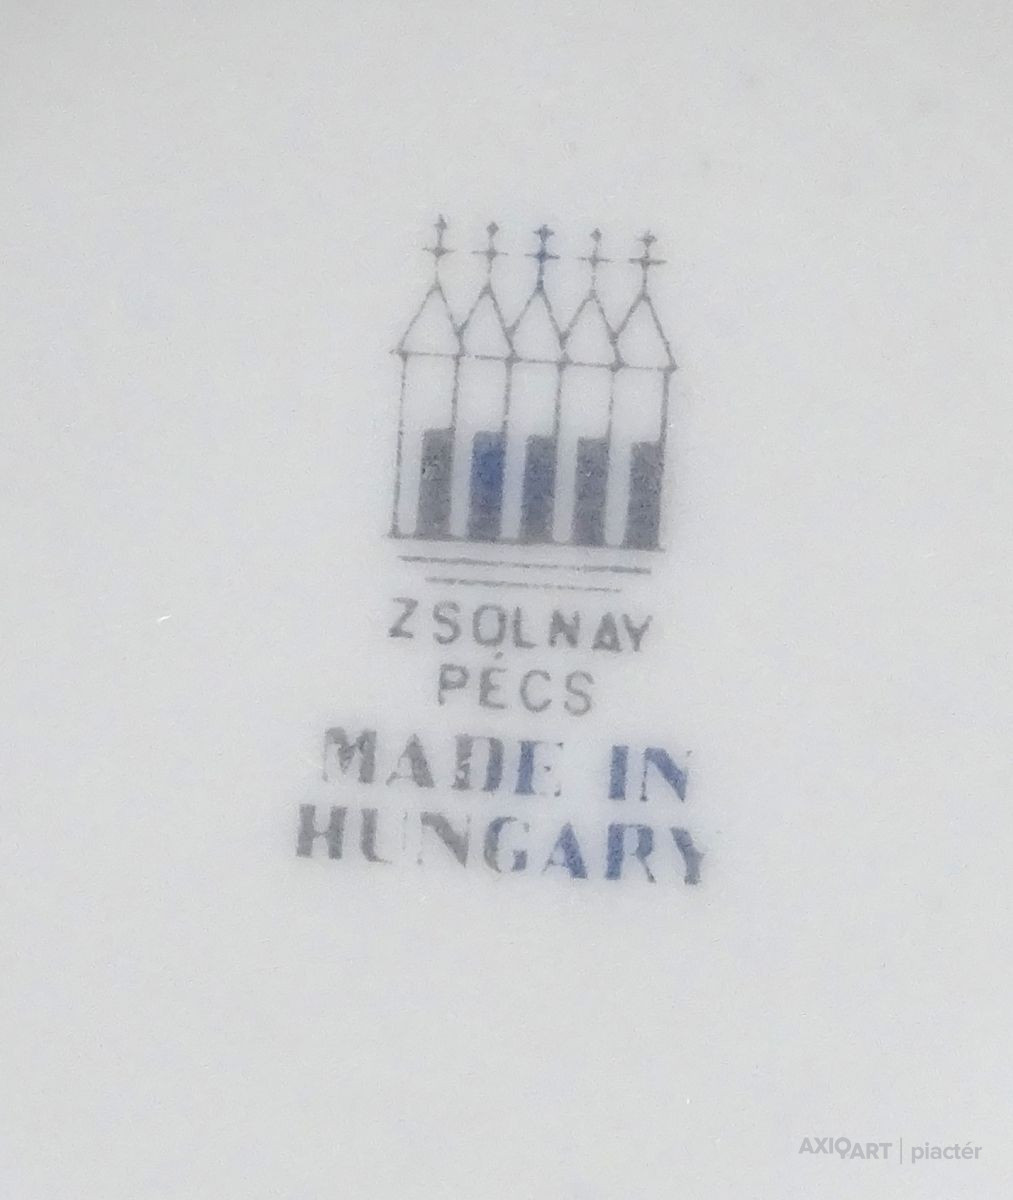 ZSOLNAY
PÉCS
MADE IN
HUNGARY
AXIOART | piactér